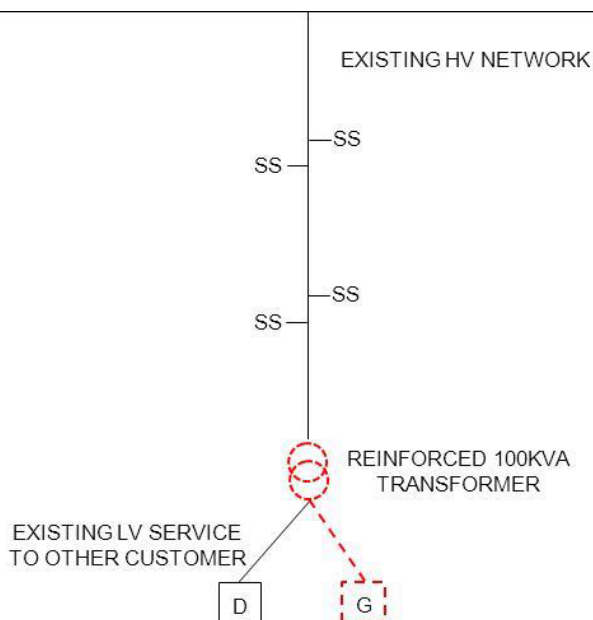 EXISTING HV NETWORK
SS
SS
SS
SS
REINFORCED 100KVA
TRANSFORMER
EXISTING LV SERVICE
TO OTHER CUSTOMER
D
G